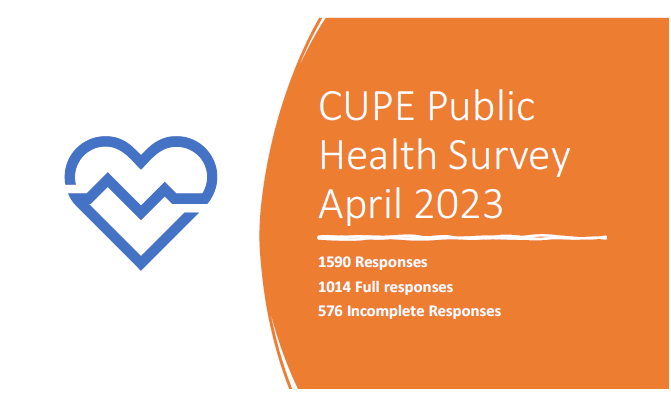 CUPE Public
Health Survey
April 2023
1590 Responses
1014 Full responses
576 Incomplete Responses